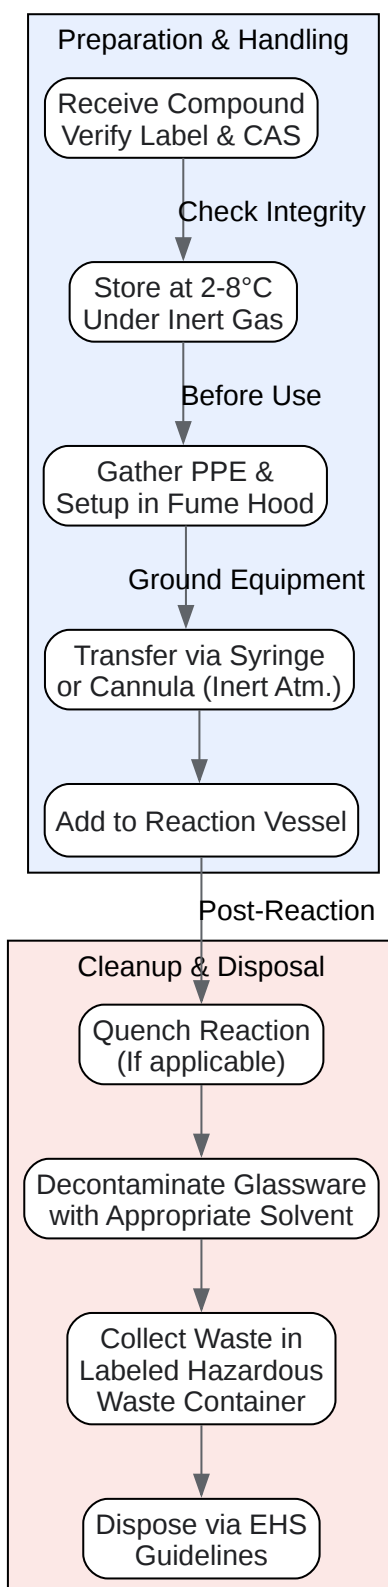 Preparation & Handling
Receive Compound
Verify Label & CAS
Check Integrity
Store at 2-8°C
Under Inert Gas
Before Use
Gather PPE &
Setup in Fume Hood
Ground Equipment
Transfer via Syringe
or Cannula (Inert Atm.)
Add to Reaction Vessel
Post-Reaction
Cleanup & Disposal
Quench Reaction
(If applicable)
Decontaminate Glassware
with Appropriate Solvent
Collect Waste in
Labeled Hazardous
Waste Container
Dispose via EHS
Guidelines